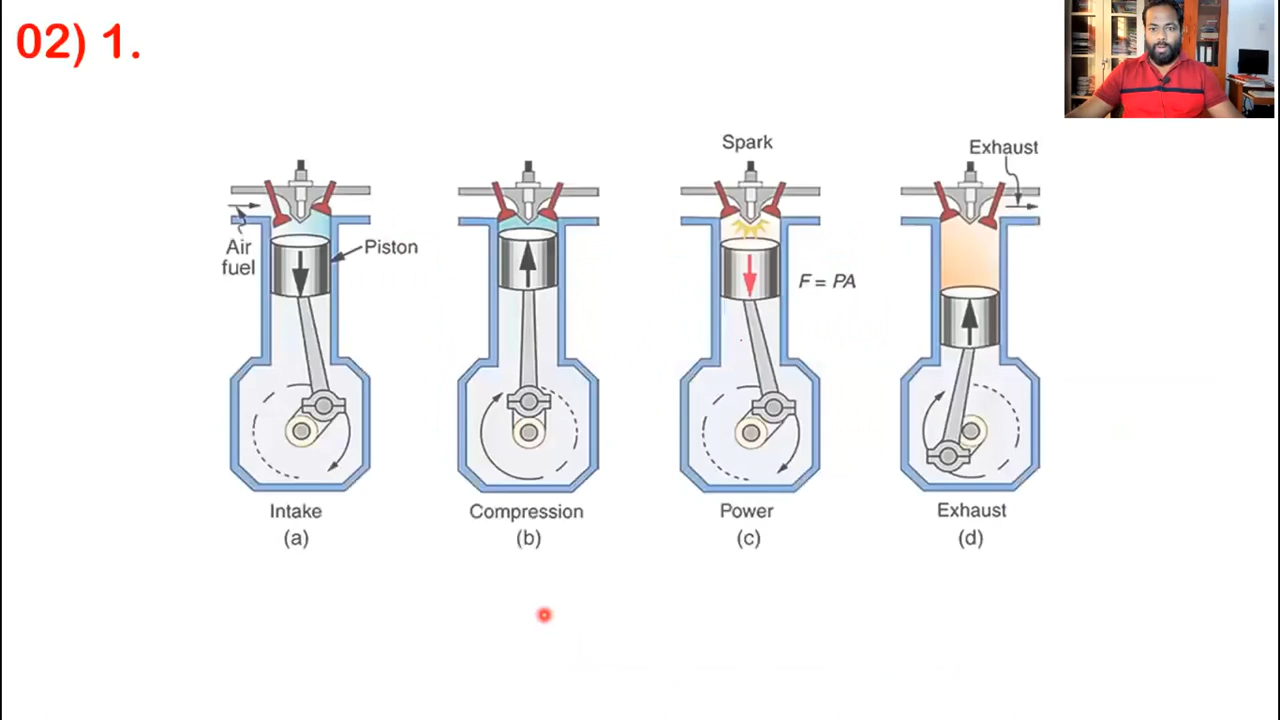 02) 1.
Spark
Exhaust
Air
fuel
Piston
F = PA
Intake
Compression
Power
Exhaust
(a)
(b)
(c)
(d)